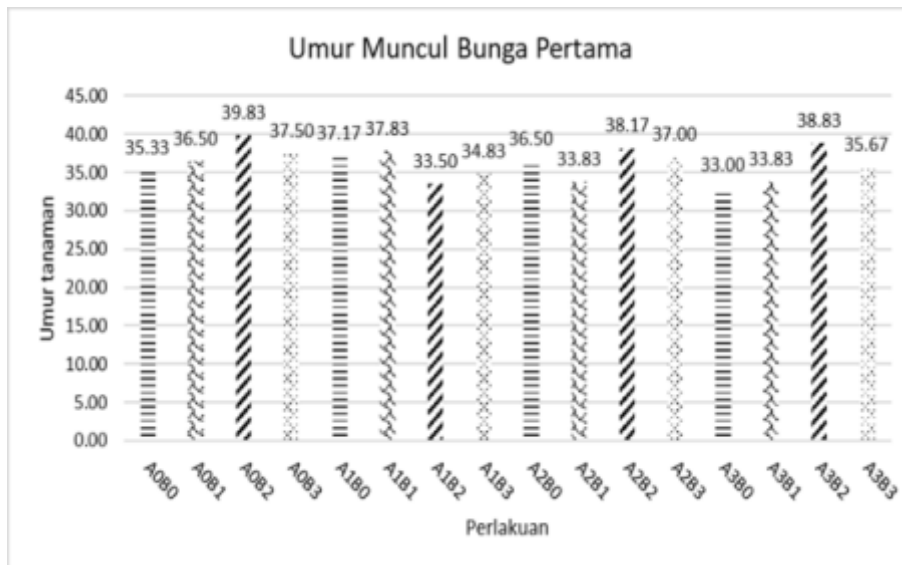 Umur Muncul Bunga Pertama
Umur tanaman
45.00
40.00
35.00
30.00
25.00
20.00
15.00
10.00
5.00
0.00
35.33 36.50 39.83 37.50 37.17 37.83 33.50 34.83 36.50 33.83 38.17 37.00 33.00 33.83 38.83 35.67
A0B0 A0B1 A0B2 A0B3 A1B0 A1B1 A1B2 A1B3 A2B0 A2B1 A2B2 A2B3 A3B0 A3B1 A3B2 A3B3
Perlakuan